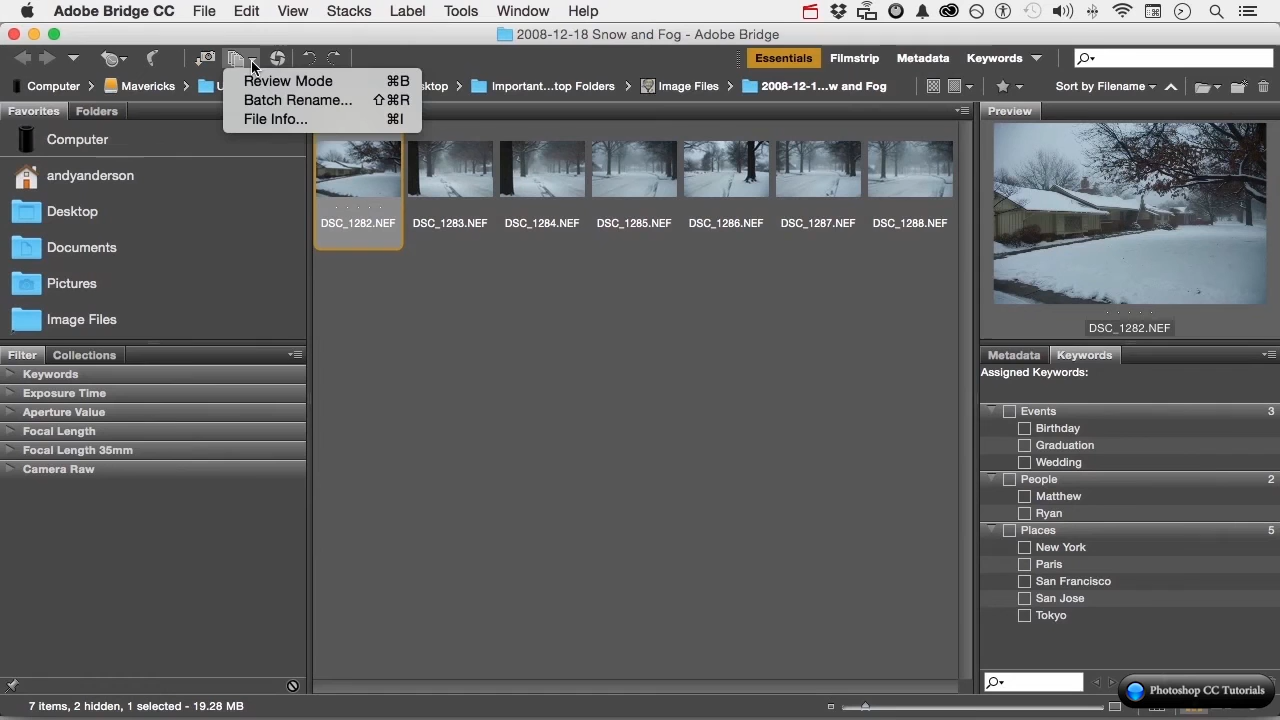 Adobe Bridge CC File Edit View Stacks Label Tools Window Help
2008-12-18 Snow and Fog - Adobe Bridge
Essentials Filmstrip Metadata Keywords
Computer Mavericks U ktop Important...top Folders Image Files 2008-12-1...w and Fog Sort by Filename
Review Mode ⌘B
Batch Rename... ⇧⌘R
File Info... ⌘I
Favorites Folders
Computer
andyanderson
Desktop
Documents
Pictures
Image Files
Filter Collections
Keywords
Exposure Time
Aperture Value
Focal Length
Focal Length 35mm
Camera Raw
DSC_1282.NEF DSC_1283.NEF DSC_1284.NEF DSC_1285.NEF DSC_1286.NEF DSC_1287.NEF DSC_1288.NEF
Preview
DSC_1282.NEF
Metadata Keywords
Assigned Keywords:
Events 3
Birthday
Graduation
Wedding
People 2
Matthew
Ryan
Places 5
New York
Paris
San Francisco
San Jose
Tokyo
7 items, 2 hidden, 1 selected - 19.28 MB
Photoshop CC Tutorials